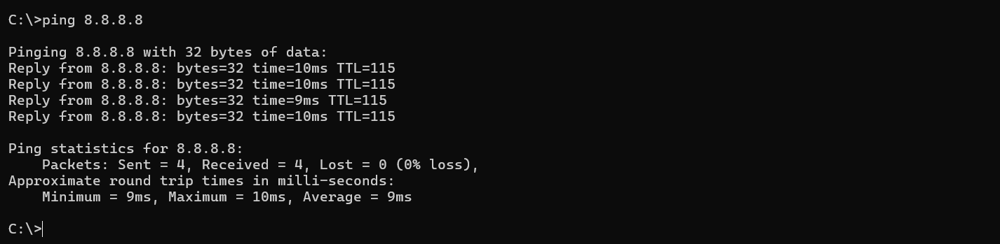 C:\>ping 8.8.8.8
Pinging 8.8.8.8 with 32 bytes of data:
Reply from 8.8.8.8: bytes=32 time=10ms TTL=115
Reply from 8.8.8.8: bytes=32 time=10ms TTL=115
Reply from 8.8.8.8: bytes=32 time=9ms TTL=115
Reply from 8.8.8.8: bytes=32 time=10ms TTL=115
Ping statistics for 8.8.8.8:
    Packets: Sent = 4, Received = 4, Lost = 0 (0% loss),
Approximate round trip times in milli-seconds:
    Minimum = 9ms, Maximum = 10ms, Average = 9ms
C:\>